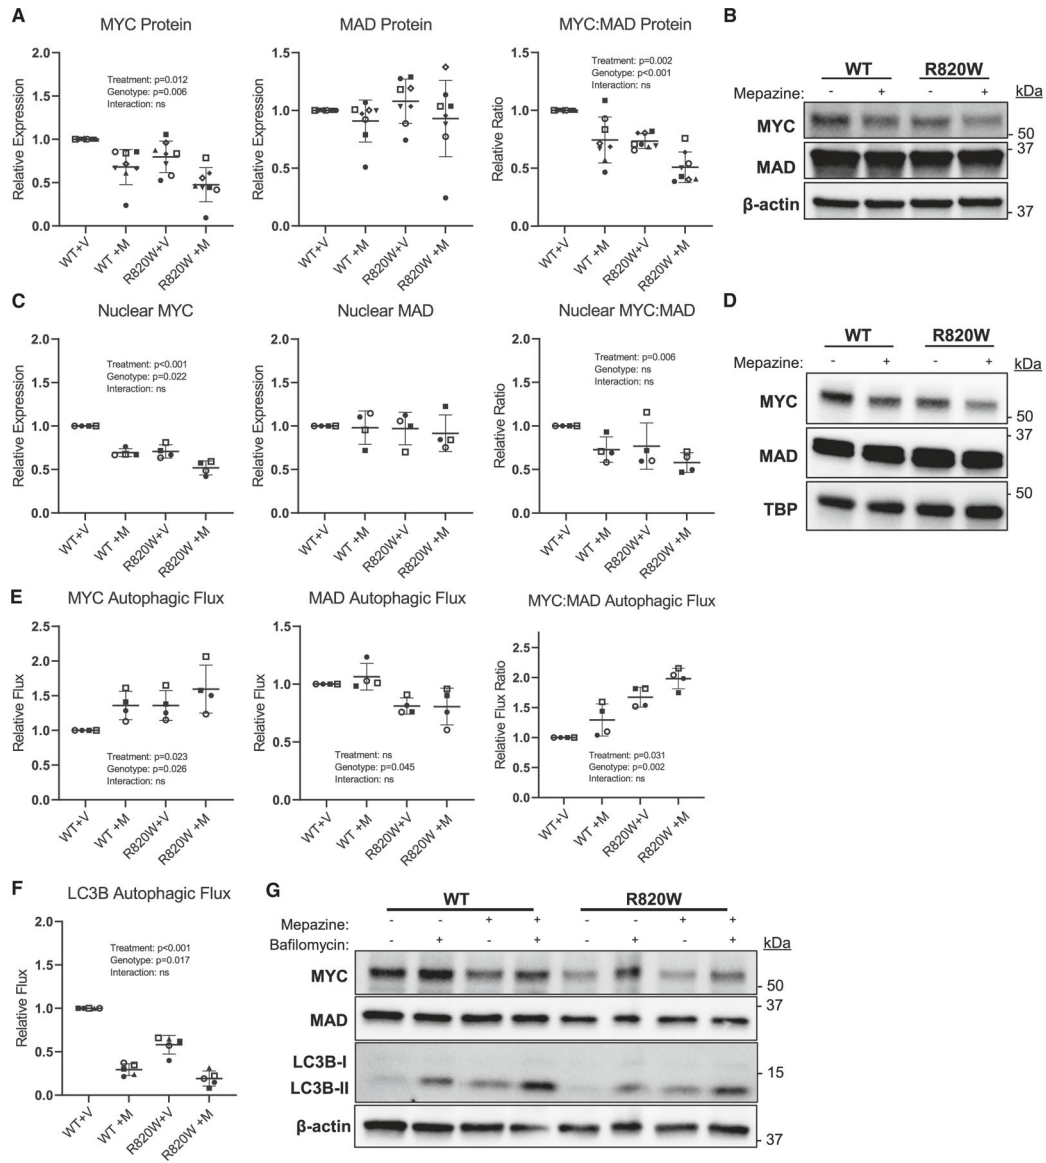 A
MYC Protein
Relative Expression
2.0
1.5
1.0
0.5
0.0
Treatment: p=0.012
Genotype: p=0.006
Interaction: ns
WT+V
WT +M
R820W+V
R820W +M
MAD Protein
Relative Expression
1.5
1.0
0.5
0.0
WT+V
WT +M
R820W+V
R820W +M
MYC:MAD Protein
Relative Ratio
1.5
1.0
0.5
0.0
Treatment: p=0.002
Genotype: p<0.001
Interaction: ns
WT+V
WT +M
R820W+V
R820W +M
B
WT R820W
Mepazine: - + - + kDa
MYC
- 50
- 37
MAD
β-actin
- 37
C
Nuclear MYC
Relative Expression
2.0
1.5
1.0
0.5
0.0
Treatment: p<0.001
Genotype: p=0.022
Interaction: ns
WT+V
WT +M
R820W+V
R820W +M
Nuclear MAD
Relative Expression
2.0
1.5
1.0
0.5
0.0
WT+V
WT +M
R820W+V
R820W +M
Nuclear MYC:MAD
Relative Ratio
2.0
1.5
1.0
0.5
0.0
Treatment: p=0.006
Genotype: ns
Interaction: ns
WT+V
WT +M
R820W+V
R820W +M
D
WT R820W
Mepazine: - + - + kDa
MYC
- 50
- 37
MAD
- 50
TBP
E
MYC Autophagic Flux
Relative Flux
2.5
2.0
1.5
1.0
0.5
0.0
Treatment: p=0.023
Genotype: p=0.026
Interaction: ns
WT+V
WT +M
R820W+V
R820W +M
MAD Autophagic Flux
Relative Flux
1.5
1.0
0.5
0.0
Treatment: ns
Genotype: p=0.045
Interaction: ns
WT+V
WT +M
R820W+V
R820W +M
MYC:MAD Autophagic Flux
Relative Flux Ratio
2.5
2.0
1.5
1.0
0.5
0.0
Treatment: p=0.031
Genotype: p=0.002
Interaction: ns
WT+V
WT +M
R820W+V
R820W +M
F
LC3B Autophagic Flux
Relative Flux
2.0
1.5
1.0
0.5
0.0
Treatment: p<0.001
Genotype: p=0.017
Interaction: ns
WT+V
WT +M
R820W+V
R820W +M
G
WT R820W
Mepazine: - - + + - - + +
Bafilomycin: - + - + - + - + kDa
MYC
- 50
- 37
MAD
LC3B-I
- 15
LC3B-II
β-actin
- 37